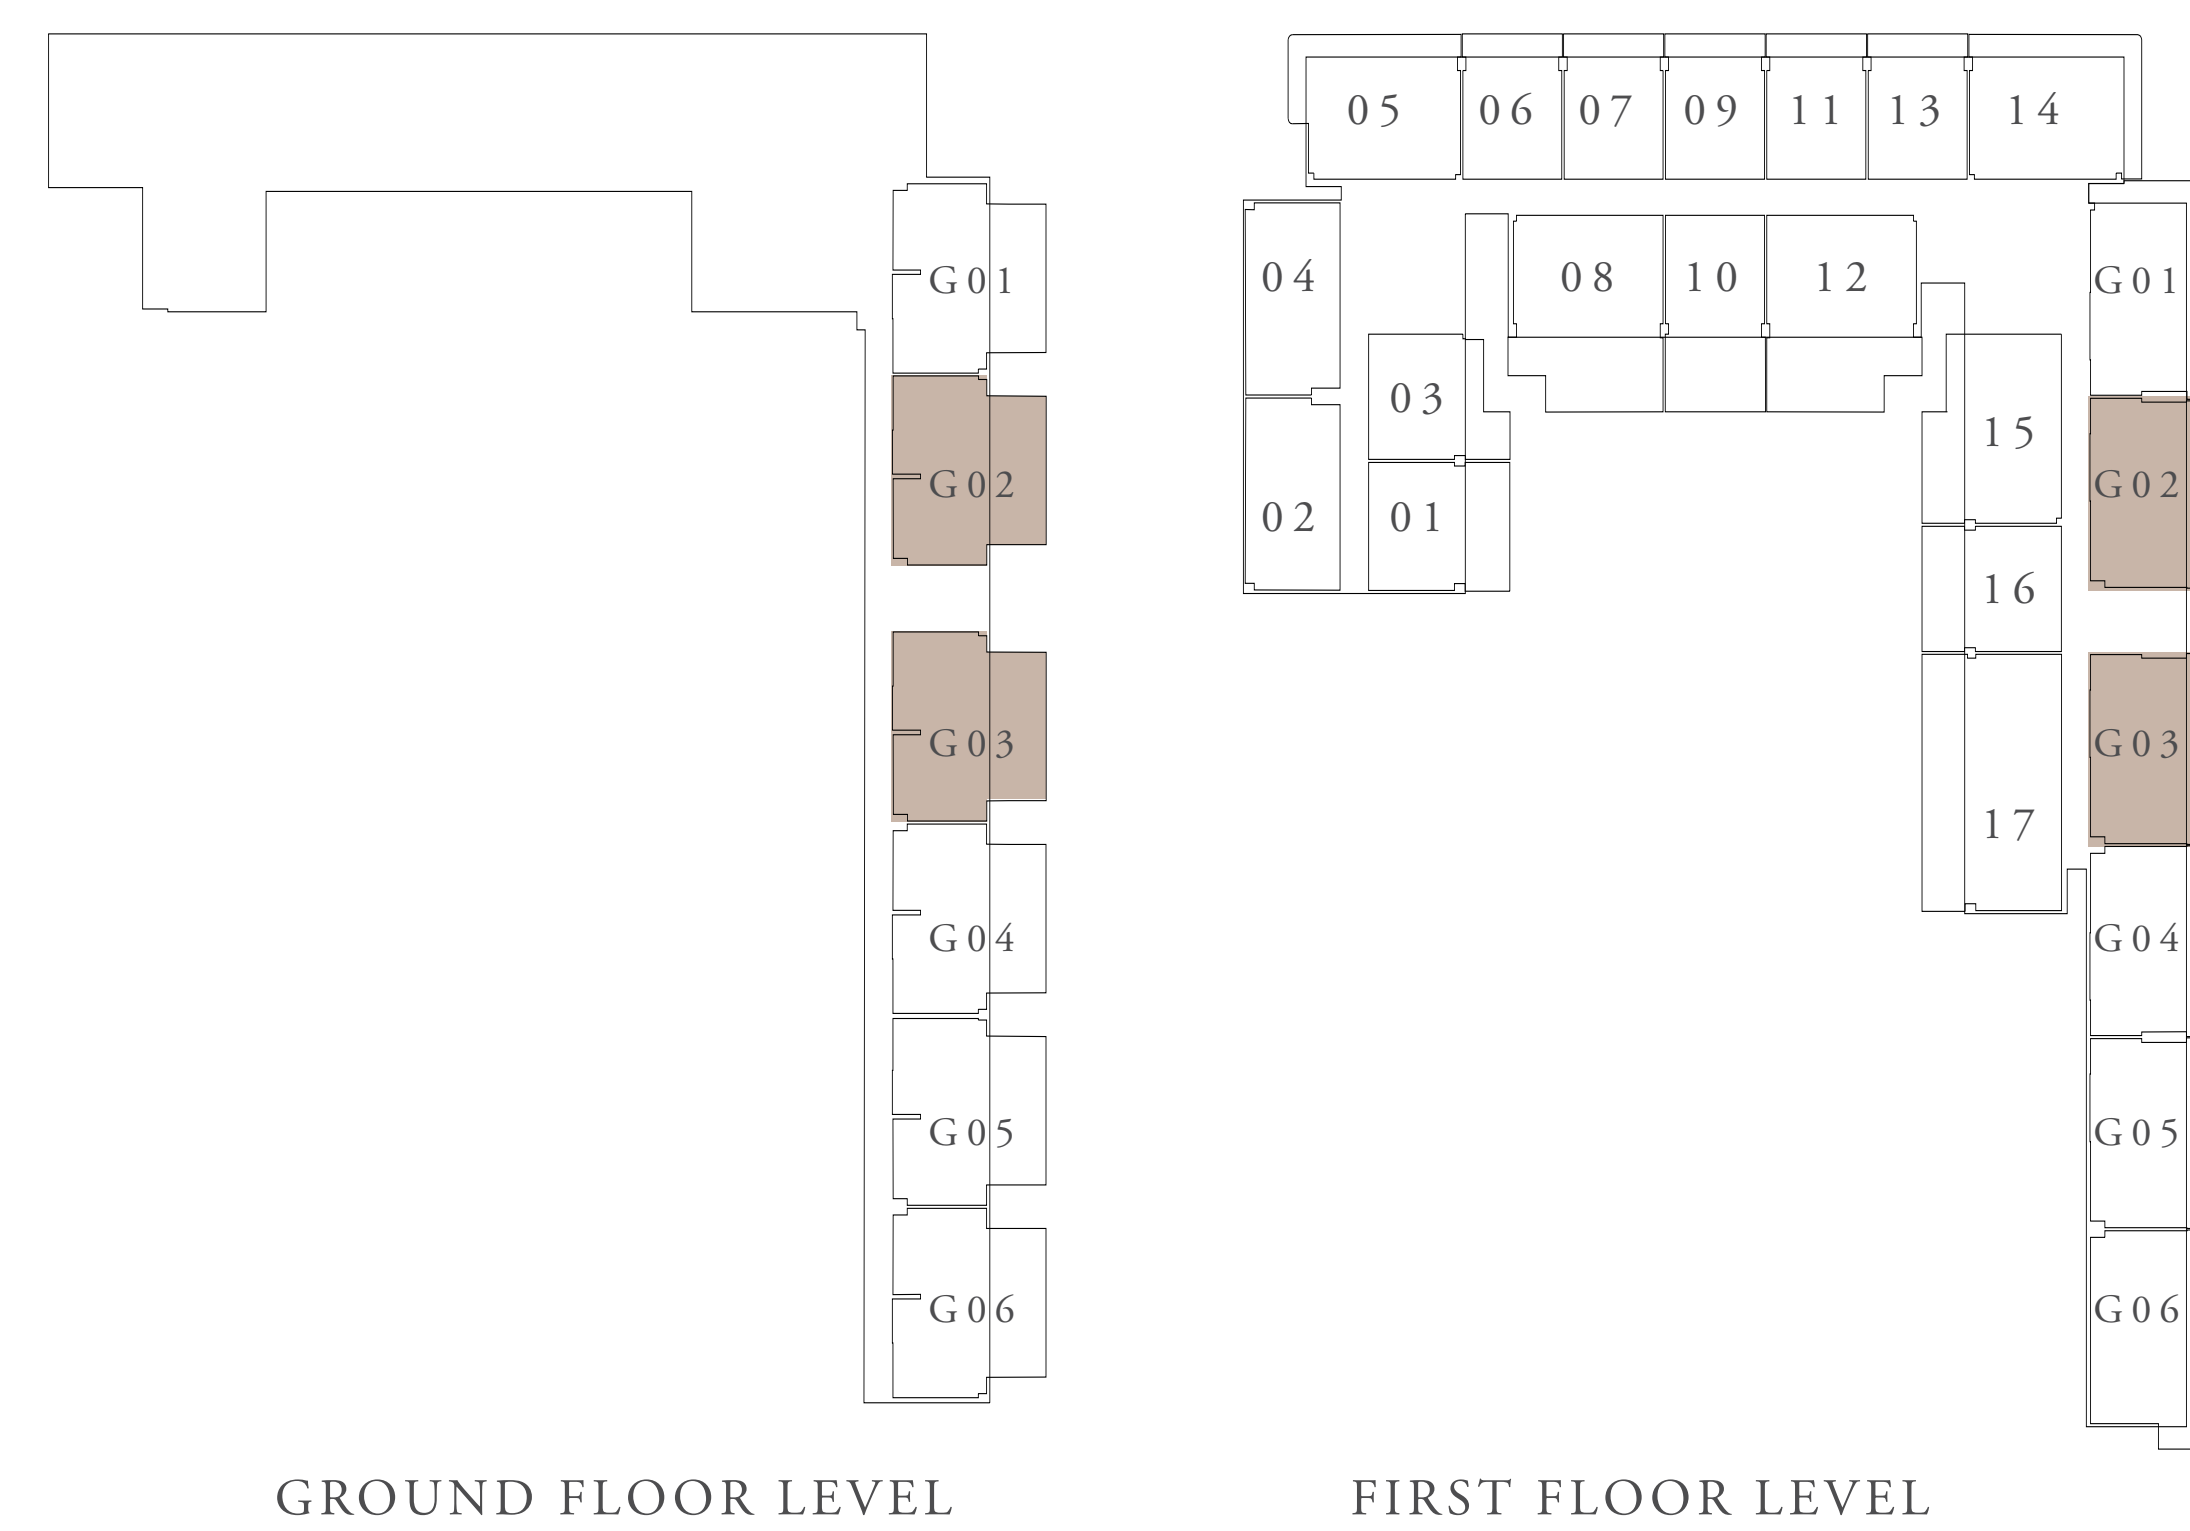 G01
G02
G03
G04
G05
G06
GROUND FLOOR LEVEL
05 06 07 09 11 13 14
04 08 10 12 G01
03 15 G02
02 01 16
G03
17
G04
G05
G06
FIRST FLOOR LEVEL